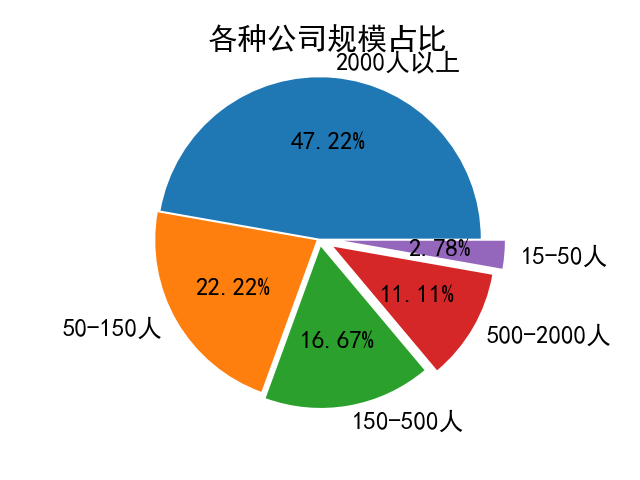 各种公司规模占比
2000人以上
47.22%
2.78%
15-50人
22.22%
11.11%
50-150人
16.67%
500-2000人
150-500人